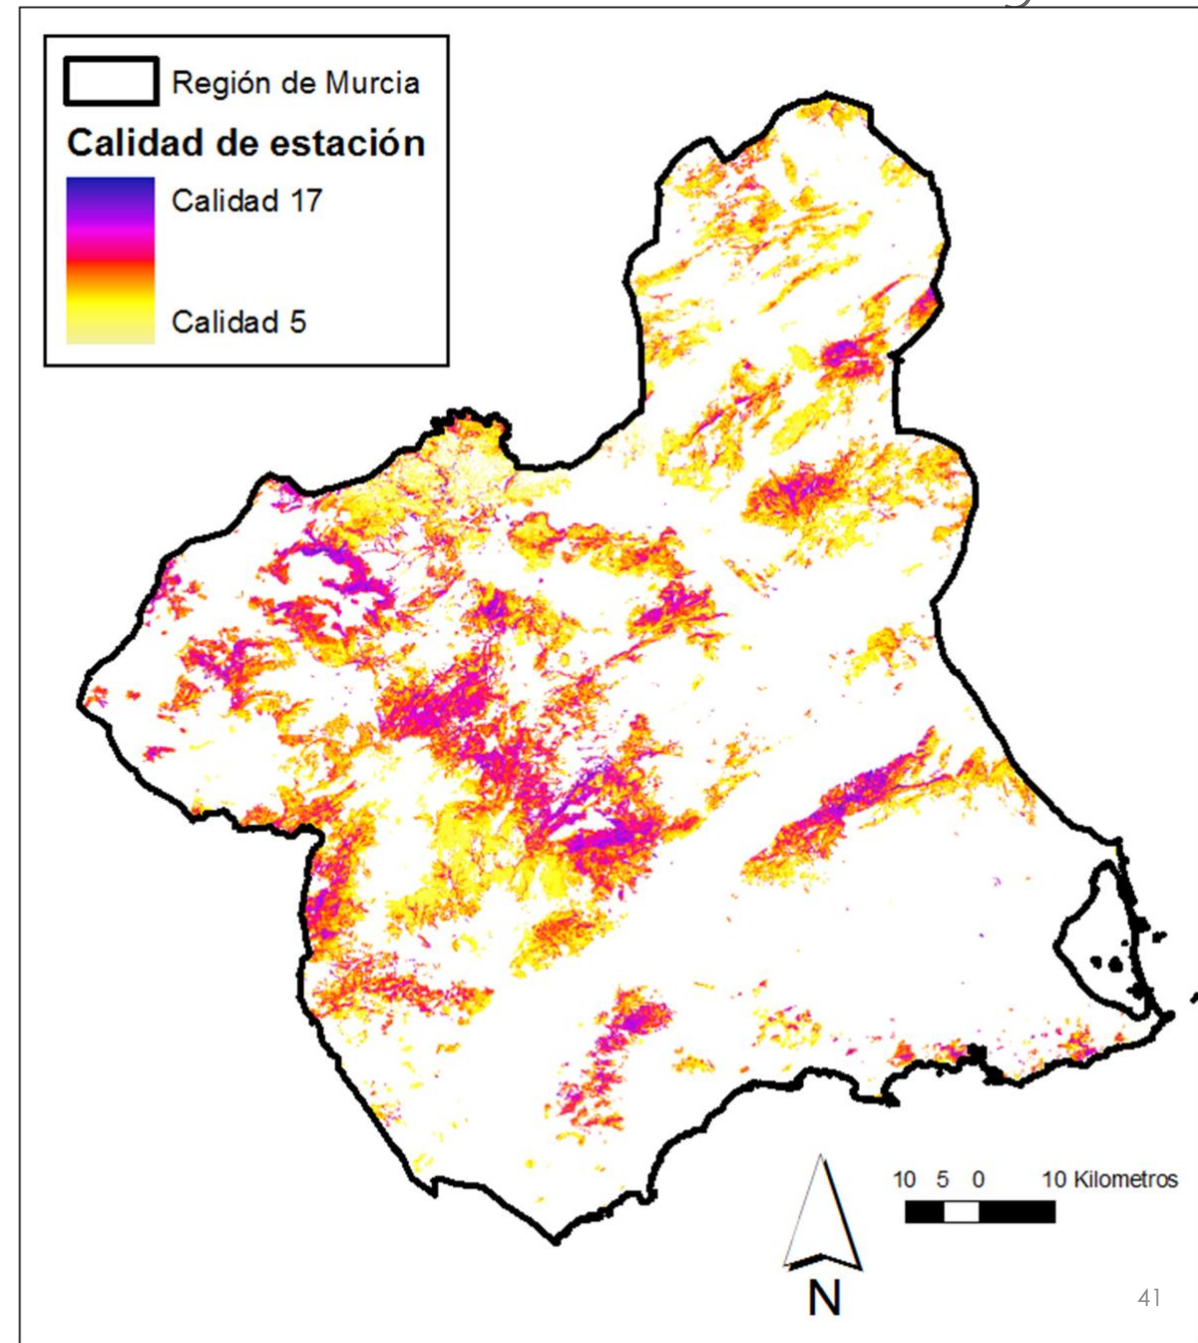 Región de Murcia
Calidad de estación
Calidad 17
Calidad 5
10 5 0 10 Kilometros
N
41